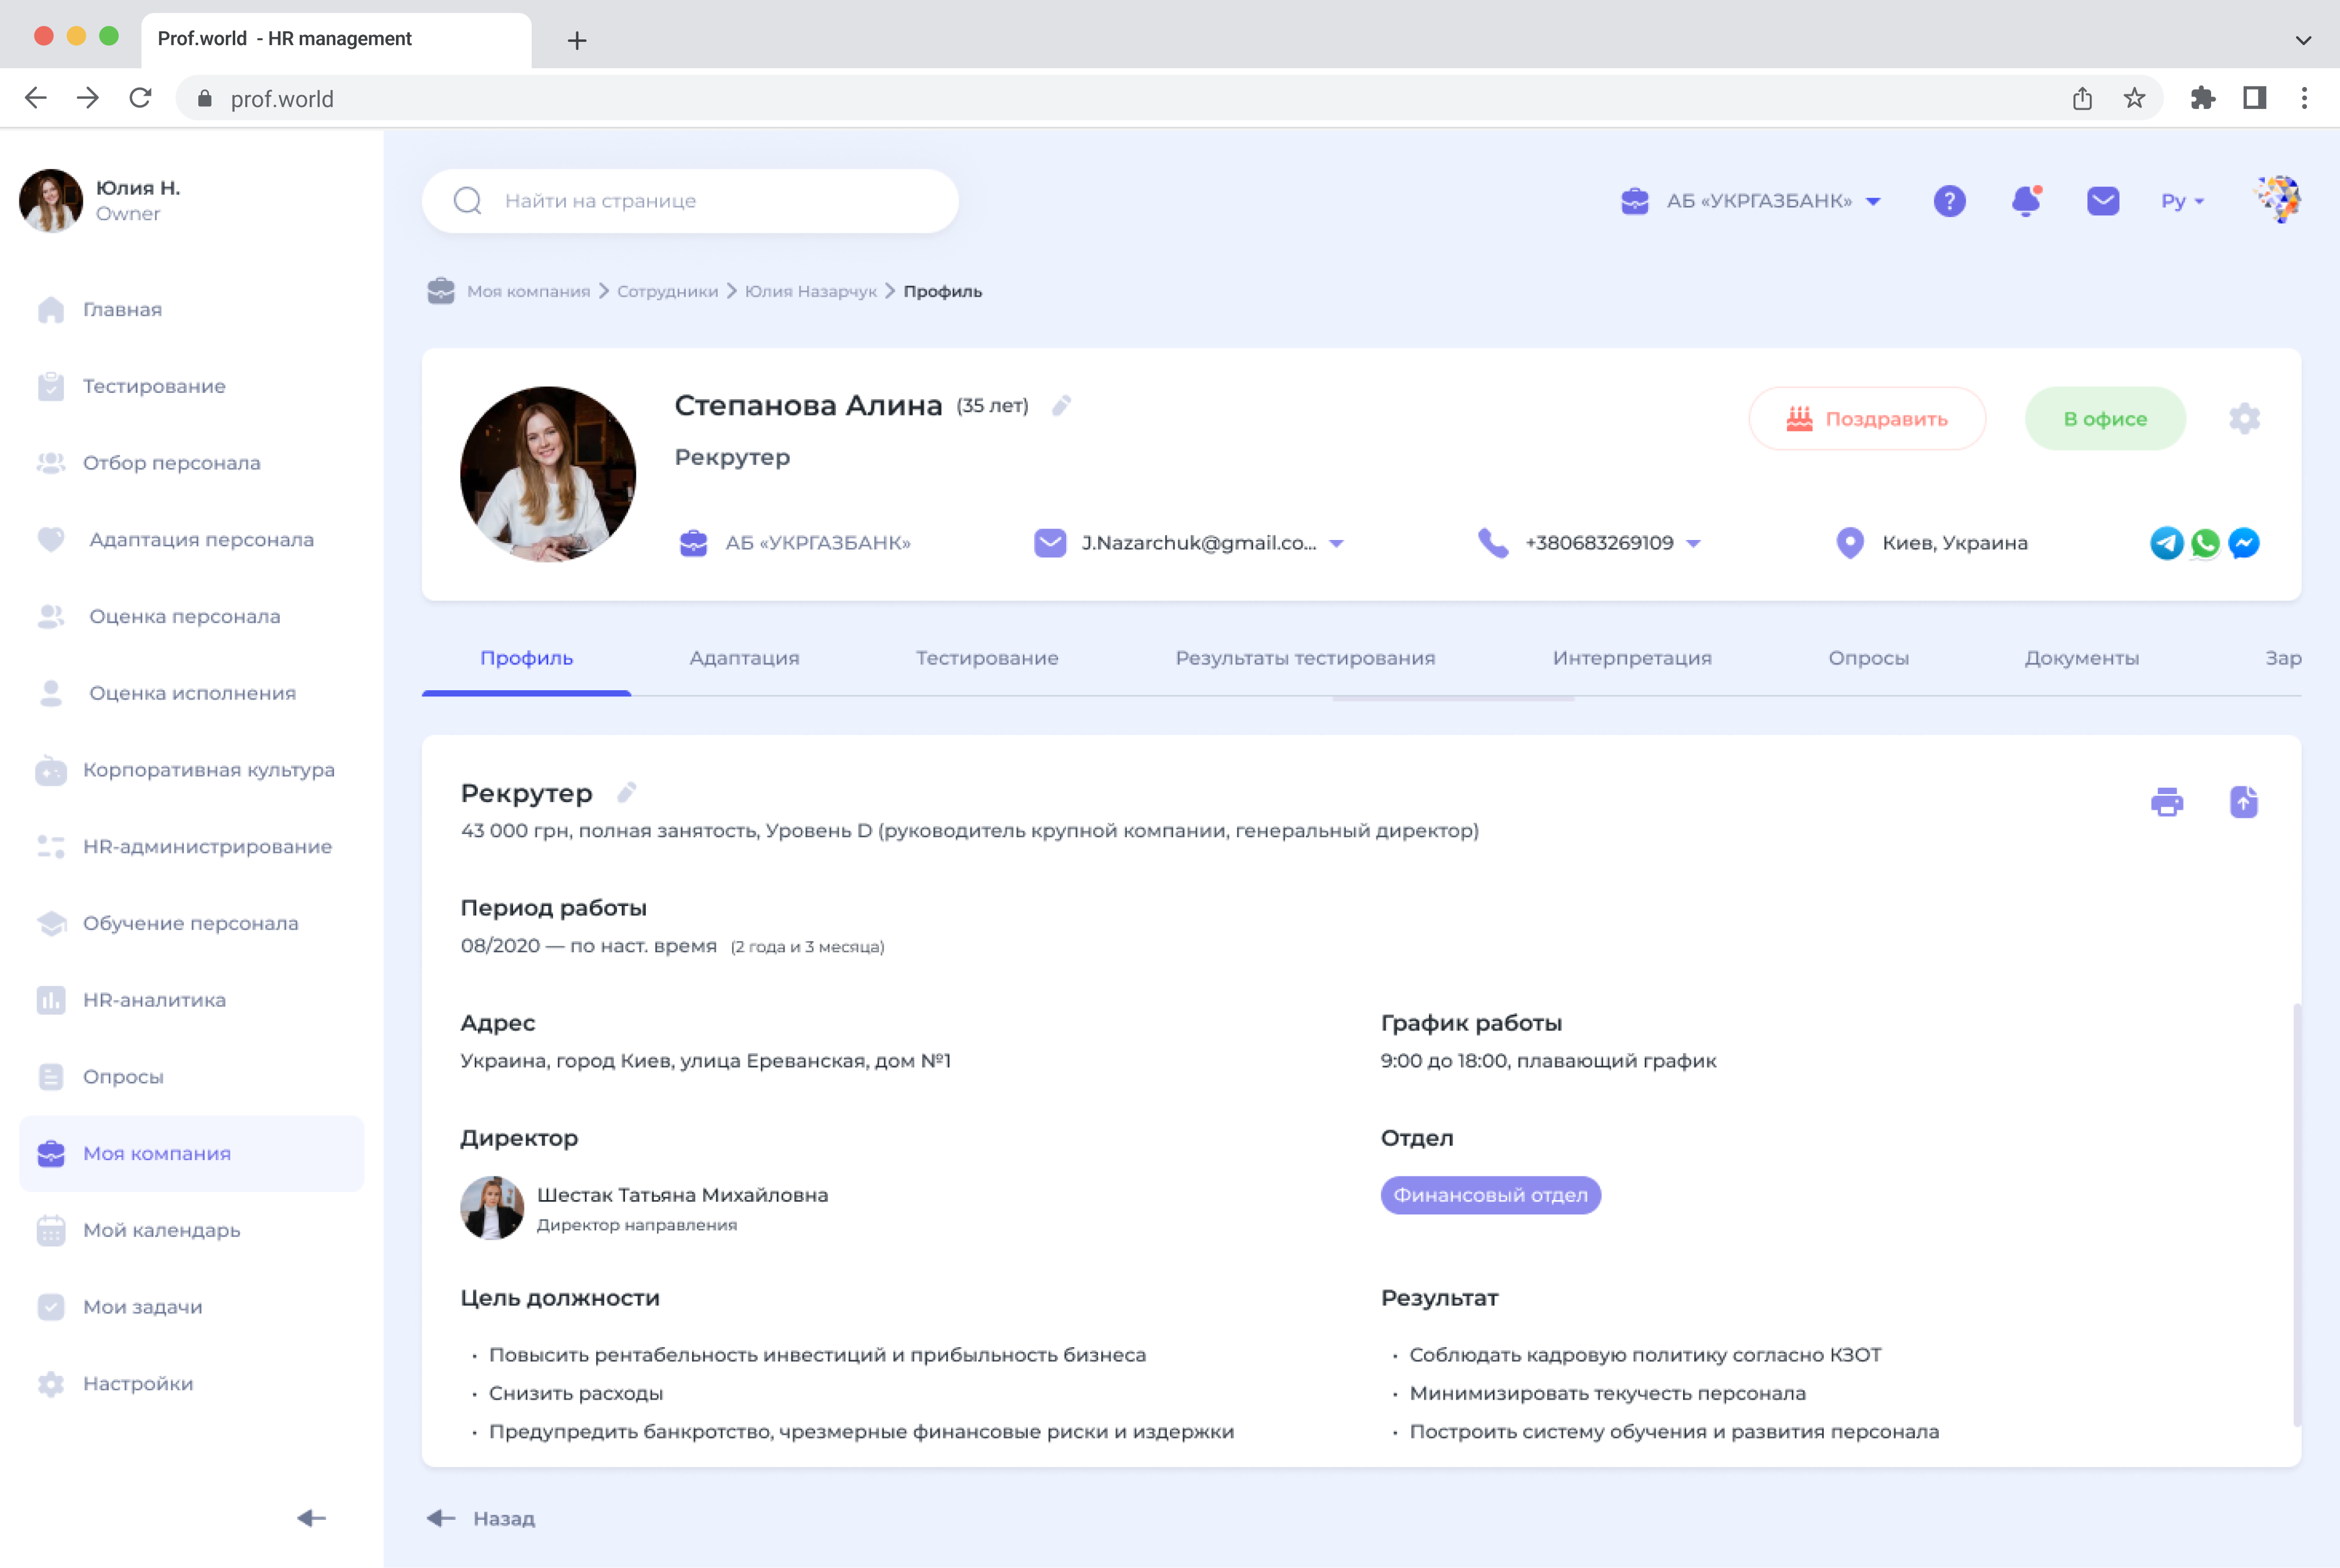 Prof.world - HR management
prof.world
Юлия Н.
Owner
Главная
Тестирование
Отбор персонала
Адаптация персонала
Оценка персонала
Оценка исполнения
Корпоративная культура
HR-администрирование
Обучение персонала
HR-аналитика
Опросы
Моя компания
Мой календарь
Мои задачи
Настройки
Найти на странице
АБ «УКРГАЗБАНК»
?
Ру
Моя компания > Сотрудники > Юлия Назарчук > Профиль
Степанова Алина (35 лет)
Рекрутер
Поздравить
В офисе
АБ «УКРГАЗБАНК»
J.Nazarchuk@gmail.co...
+380683269109
Киев, Украина
Профиль
Адаптация
Тестирование
Результаты тестирования
Интерпретация
Опросы
Документы
Зар
Рекрутер
43 000 грн, полная занятость, Уровень D (руководитель крупной компании, генеральный директор)
Период работы
08/2020 — по наст. время (2 года и 3 месяца)
Адрес
Украина, город Киев, улица Ереванская, дом №1
График работы
9:00 до 18:00, плавающий график
Директор
Шестак Татьяна Михайловна
Директор направления
Отдел
Финансовый отдел
Цель должности
· Повысить рентабельность инвестиций и прибыльность бизнеса
· Снизить расходы
· Предупредить банкротство, чрезмерные финансовые риски и издержки
Результат
· Соблюдать кадровую политику согласно КЗОТ
· Минимизировать текучесть персонала
· Построить систему обучения и развития персонала
Назад